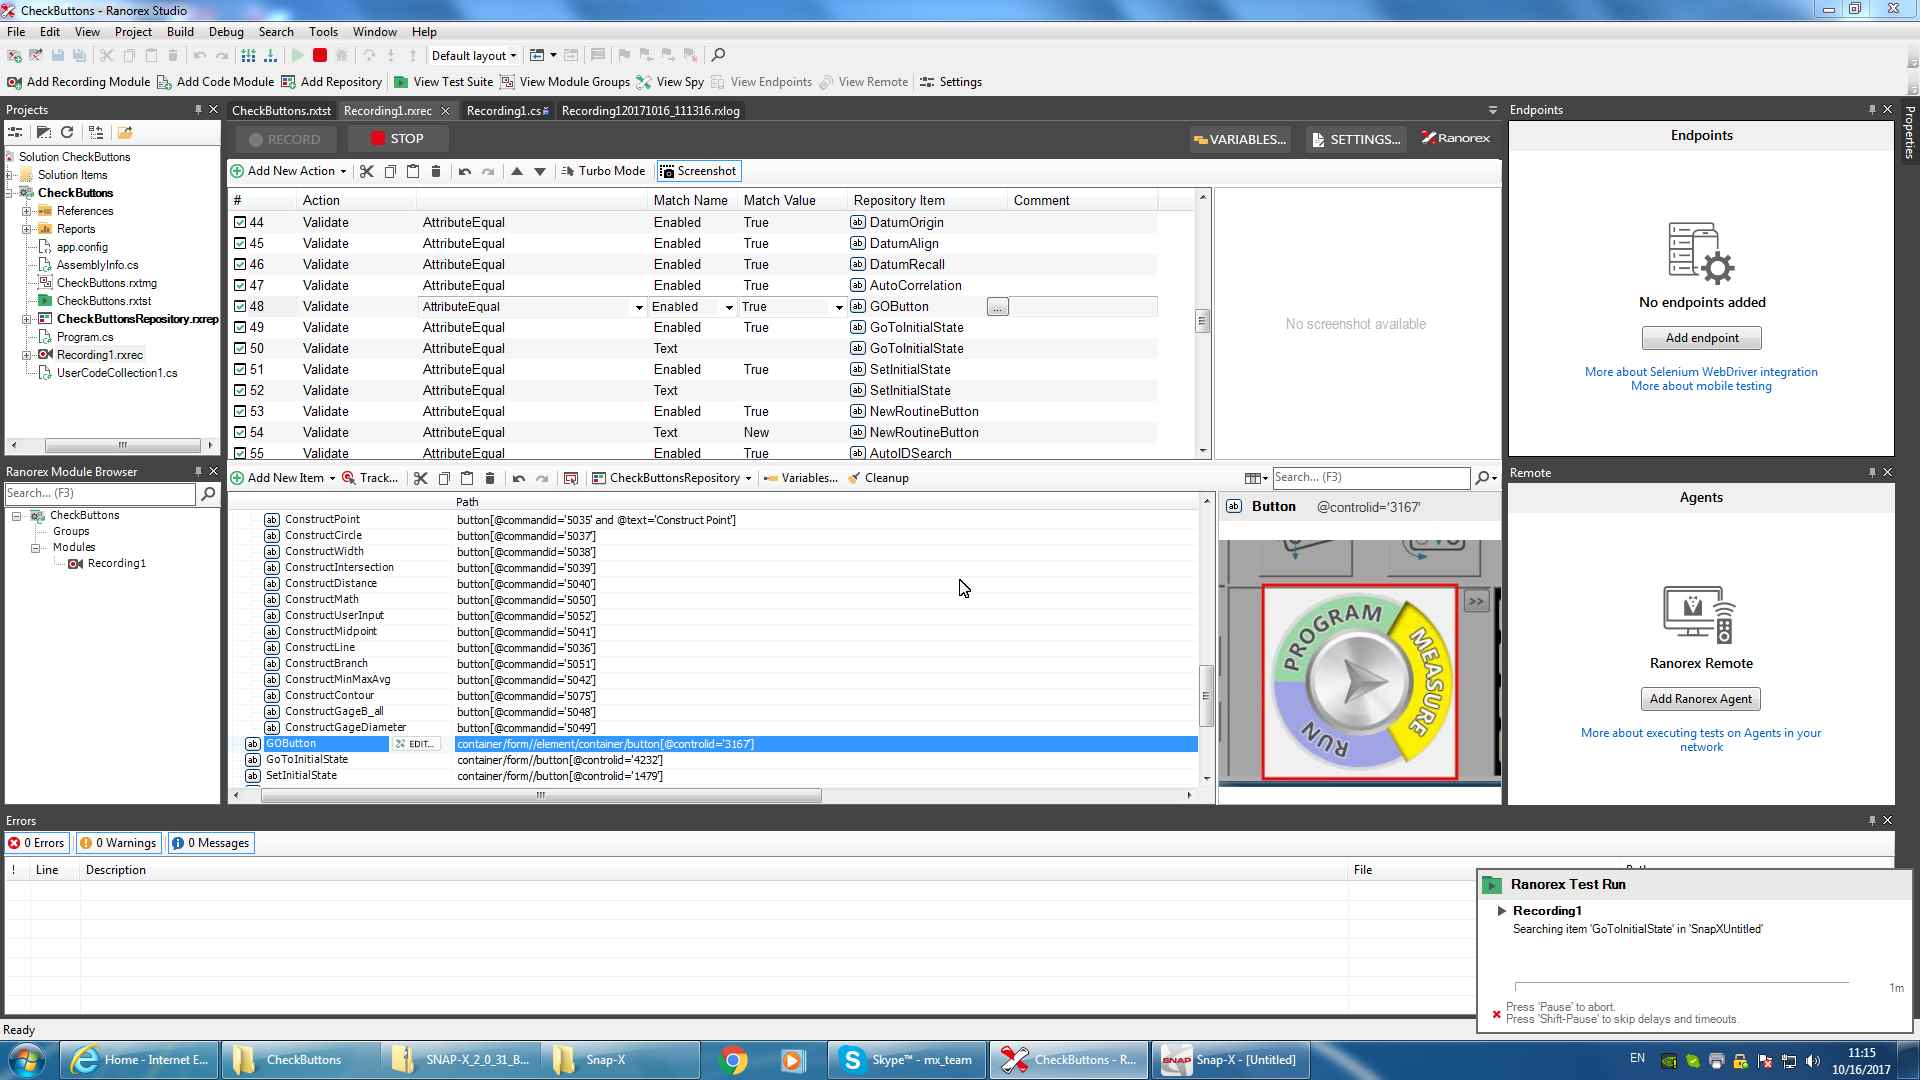 CheckButtons - Ranorex Studio
File Edit View Project Build Debug Search Tools Window Help
Default layout
Add Recording Module Add Code Module Add Repository View Test Suite View Module Groups View Spy View Endpoints View Remote Settings
Projects
CheckButtons.rxtst Recording1.rxrec Recording1.cs Recording120171016_111316.rxlog
Endpoints
Properties
RECORD STOP VARIABLES... SETTINGS... Ranorex
Endpoints
Solution CheckButtons
Solution Items
CheckButtons
References
Reports
app.config
AssemblyInfo.cs
CheckButtons.rxtmg
CheckButtons.rxtst
CheckButtonsRepository.rxrep
Program.cs
Recording1.rxrec
UserCodeCollection1.cs
Add New Action Turbo Mode Screenshot
# Action Match Name Match Value Repository Item Comment
44 Validate AttributeEqual Enabled True DatumOrigin
45 Validate AttributeEqual Enabled True DatumAlign
46 Validate AttributeEqual Enabled True DatumRecall
47 Validate AttributeEqual Enabled True AutoCorrelation
48 Validate AttributeEqual Enabled True GOButton ...
49 Validate AttributeEqual Enabled True GoToInitialState
50 Validate AttributeEqual Text GoToInitialState
51 Validate AttributeEqual Enabled True SetInitialState
52 Validate AttributeEqual Text SetInitialState
53 Validate AttributeEqual Enabled True NewRoutineButton
54 Validate AttributeEqual Text New NewRoutineButton
55 Validate AttributeEqual Enabled True AutoIDSearch
No screenshot available
No endpoints added
Add endpoint
More about Selenium WebDriver integration
More about mobile testing
Ranorex Module Browser
Search... (F3)
CheckButtons
Groups
Modules
Recording1
Add New Item Track... CheckButtonsRepository Variables... Cleanup Search... (F3)
Path
ConstructPoint button[@commandid='5035' and @text='Construct Point']
ConstructCircle button[@commandid='5037']
ConstructWidth button[@commandid='5038']
ConstructIntersection button[@commandid='5039']
ConstructDistance button[@commandid='5040']
ConstructMath button[@commandid='5050']
ConstructUserInput button[@commandid='5052']
ConstructMidpoint button[@commandid='5041']
ConstructLine button[@commandid='5036']
ConstructBranch button[@commandid='5051']
ConstructMinMaxAvg button[@commandid='5042']
ConstructContour button[@commandid='5075']
ConstructGageB_all button[@commandid='5048']
ConstructGageDiameter button[@commandid='5049']
GOButton EDIT... container/form//element/container/button[@controlid='3167']
GoToInitialState container/form//button[@controlid='4232']
SetInitialState container/form//button[@controlid='1479']
Button @controlid='3167'
>>
PROGRAM
MEASURE
RUN
Remote
Agents
Ranorex Remote
Add Ranorex Agent
More about executing tests on Agents in your
network
Errors
0 Errors 0 Warnings 0 Messages
! Line Description File
Ranorex Test Run
Recording1
Searching item 'GoToInitialState' in 'SnapXUntitled'
1m
Press 'Pause' to abort.
Press 'Shift-Pause' to skip delays and timeouts.
Ready
Home - Internet E... CheckButtons SNAP-X_2_0_31_B... Snap-X Skype™ - mx_team CheckButtons - R... SNAP Snap-X - [Untitled] EN
11:15
10/16/2017